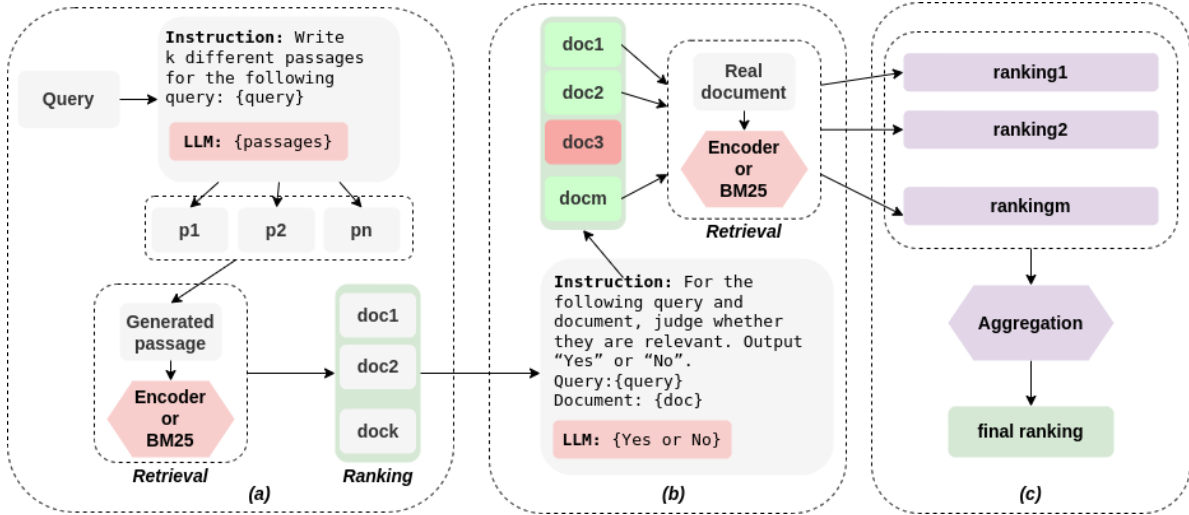 Query
Instruction: Write
k different passages
for the following
query: {query}
LLM: {passages}
p1
p2
pn
Generated
passage
Encoder
or
BM25
Retrieval
doc1
doc2
dock
Ranking
(a)
doc1
doc2
doc3
docm
Real
document
Encoder
or
BM25
Retrieval
Instruction: For the
following query and
document, judge whether
they are relevant. Output
“Yes” or “No”.
Query:{query}
Document: {doc}
LLM: {Yes or No}
(b)
ranking1
ranking2
rankingm
Aggregation
final ranking
(c)